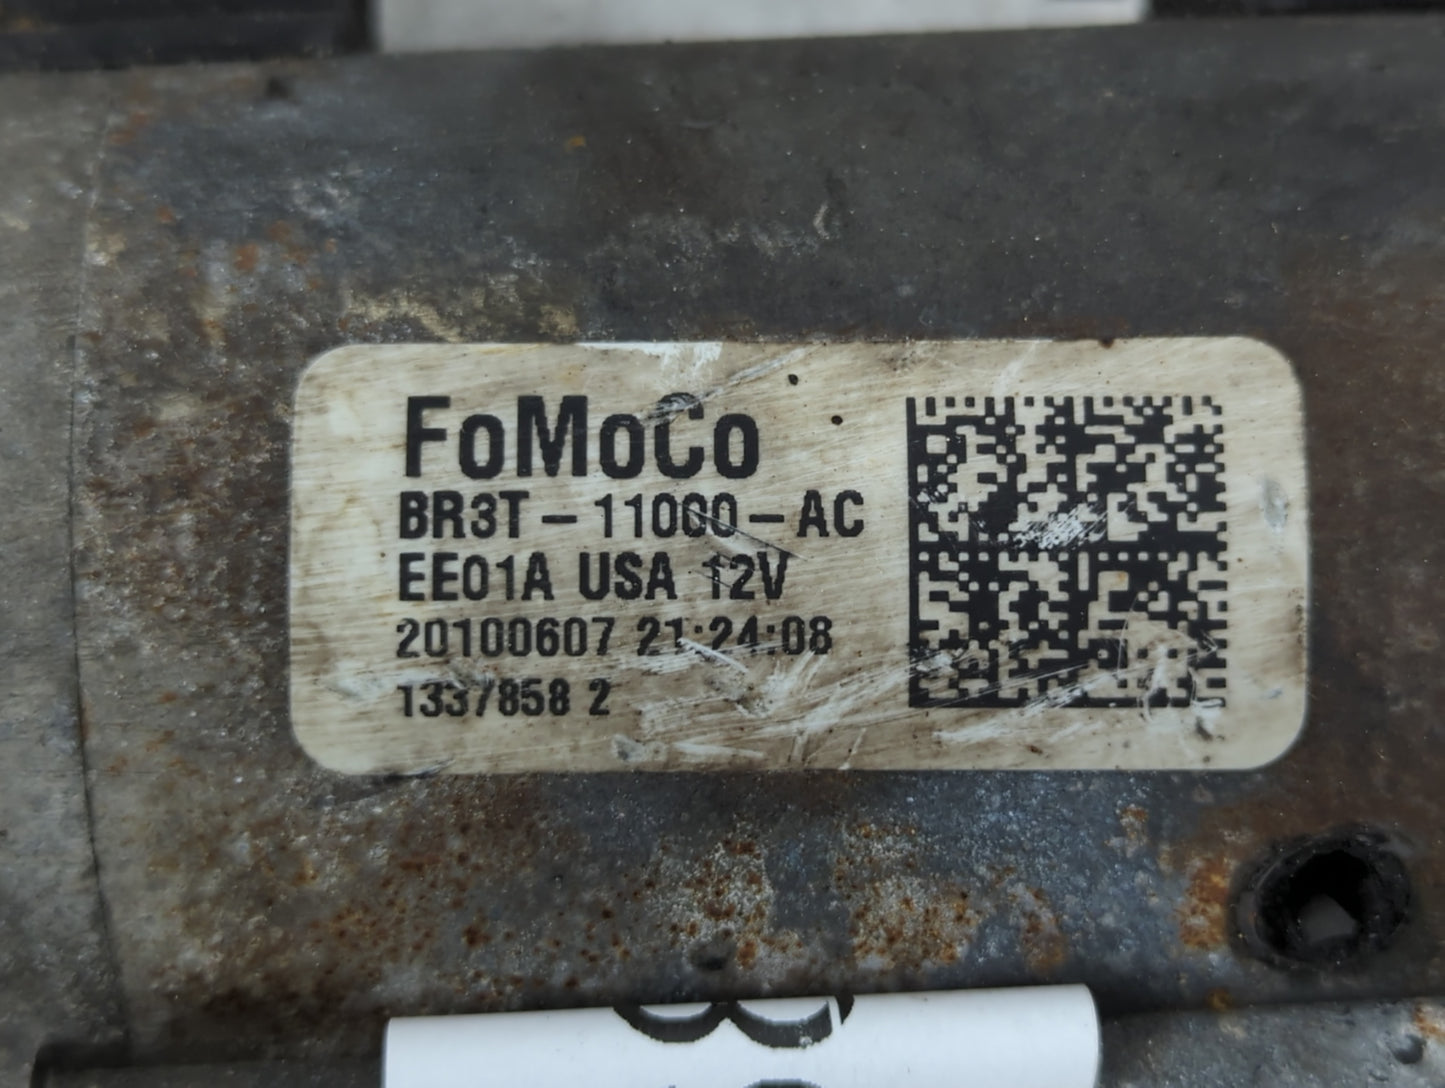 FoMoCo
BR3T-11000-AC
EE01A USA 12V
20100607 21:24:08
1337858 2